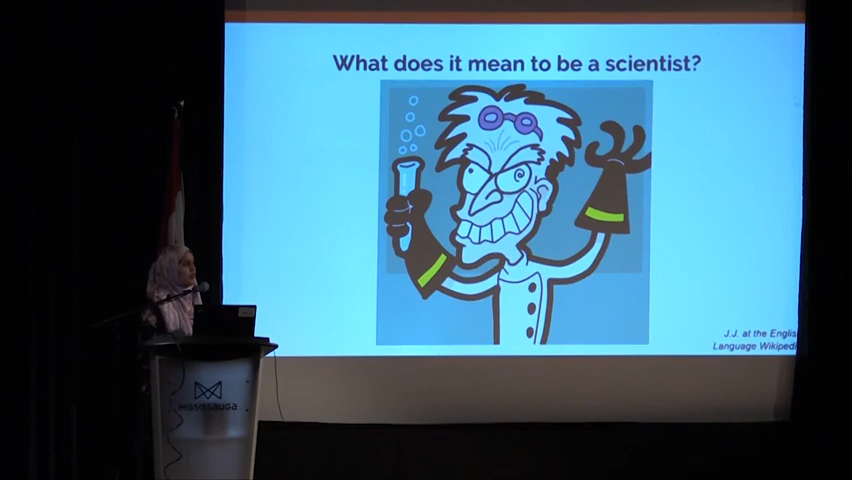 What does it mean to be a scientist?
J.J. at the Englis
Language Wikipedi
MISSISSAUGA